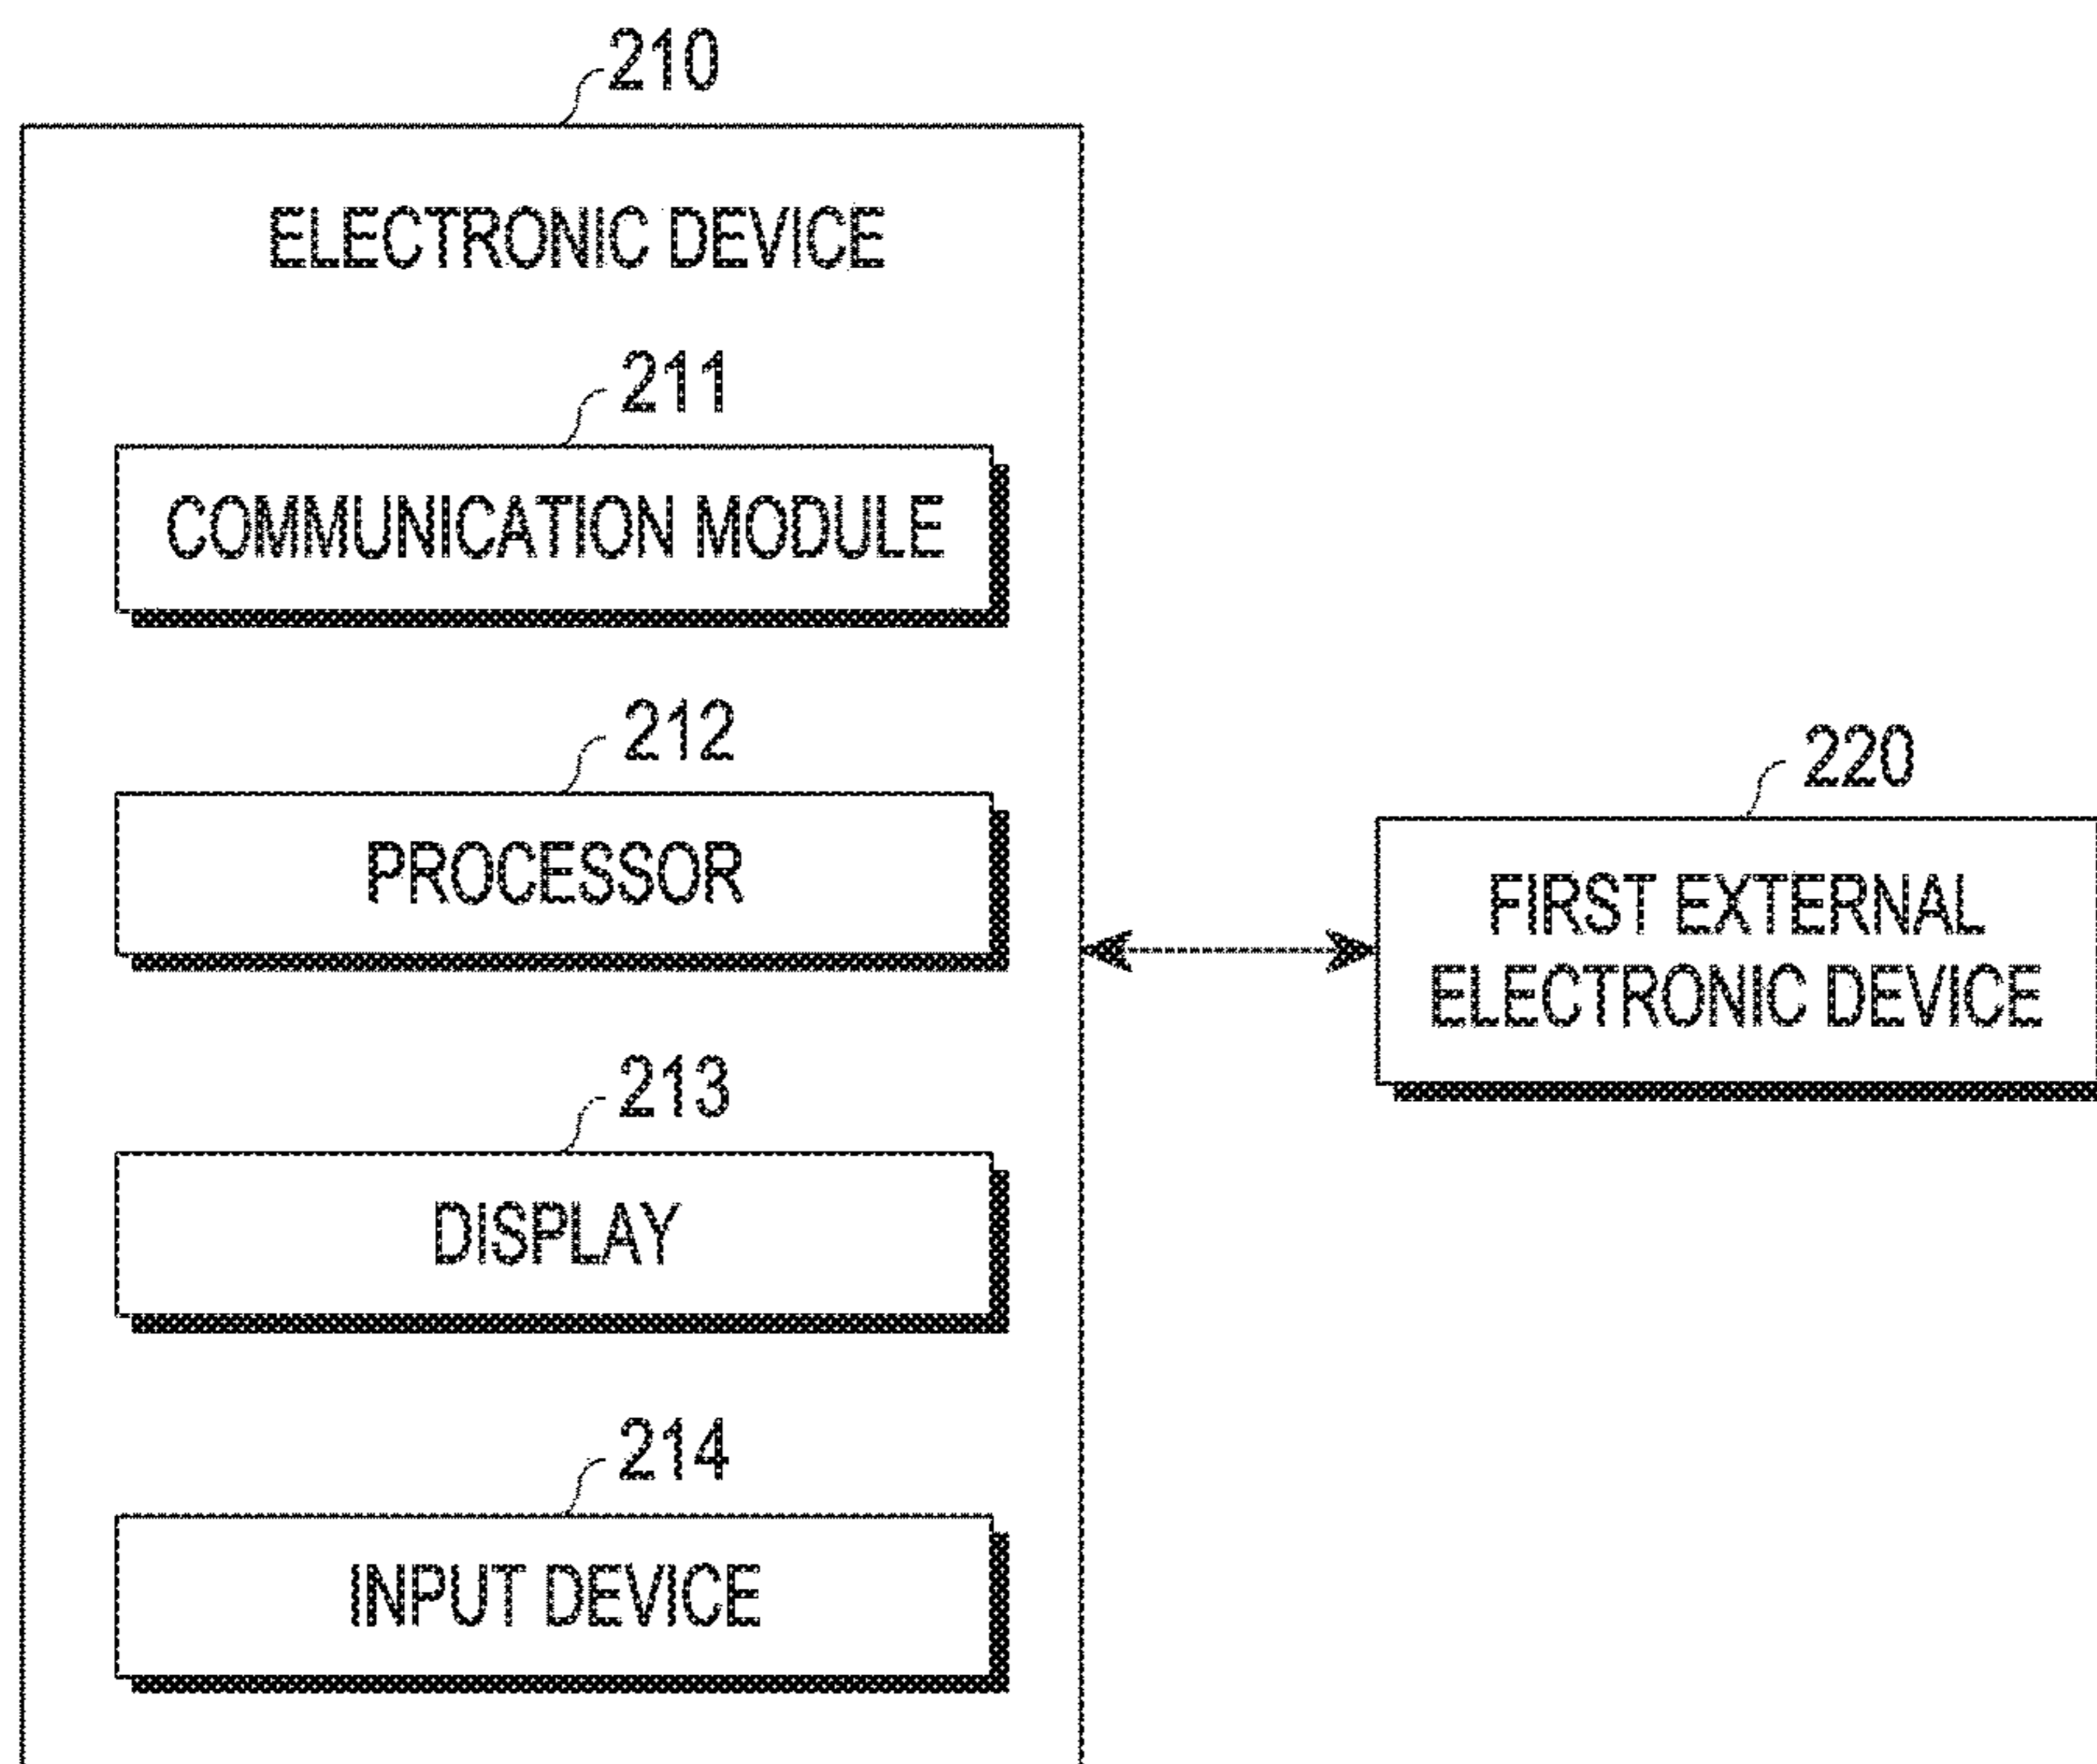 210
ELECTRONIC DEVICE
211
COMMUNICATION MODULE
212
PROCESSOR
213
DISPLAY
214
INPUT DEVICE
220
FIRST EXTERNAL
ELECTRONIC DEVICE